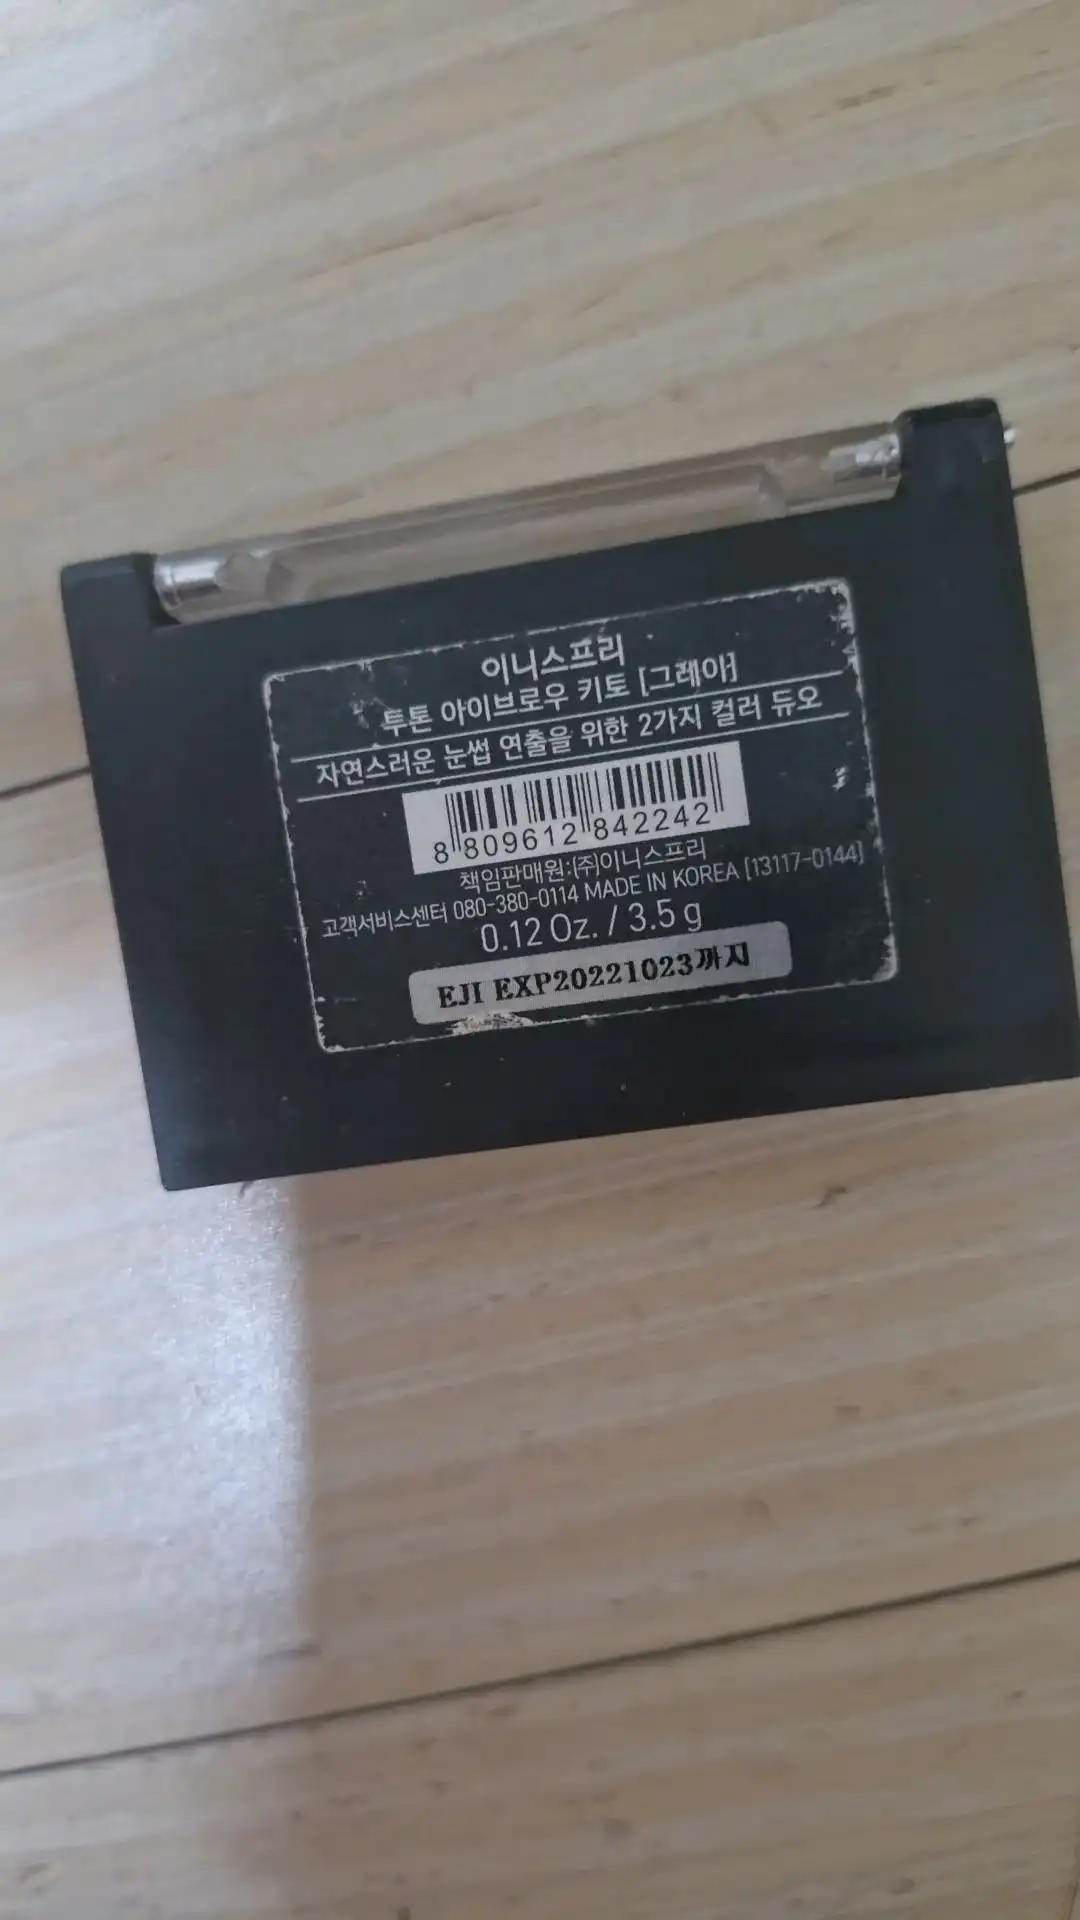 이니스프리
투톤 아이브로우 키토 [그레이]
자연스러운 눈썹 연출을 위한 2가지 컬러 듀오
8 809612 842242
책임판매원:(주)이니스프리
고객서비스센터 080-380-0114 MADE IN KOREA [13117-0144]
0.12 Oz. / 3.5 g
EJI EXP20221023까지